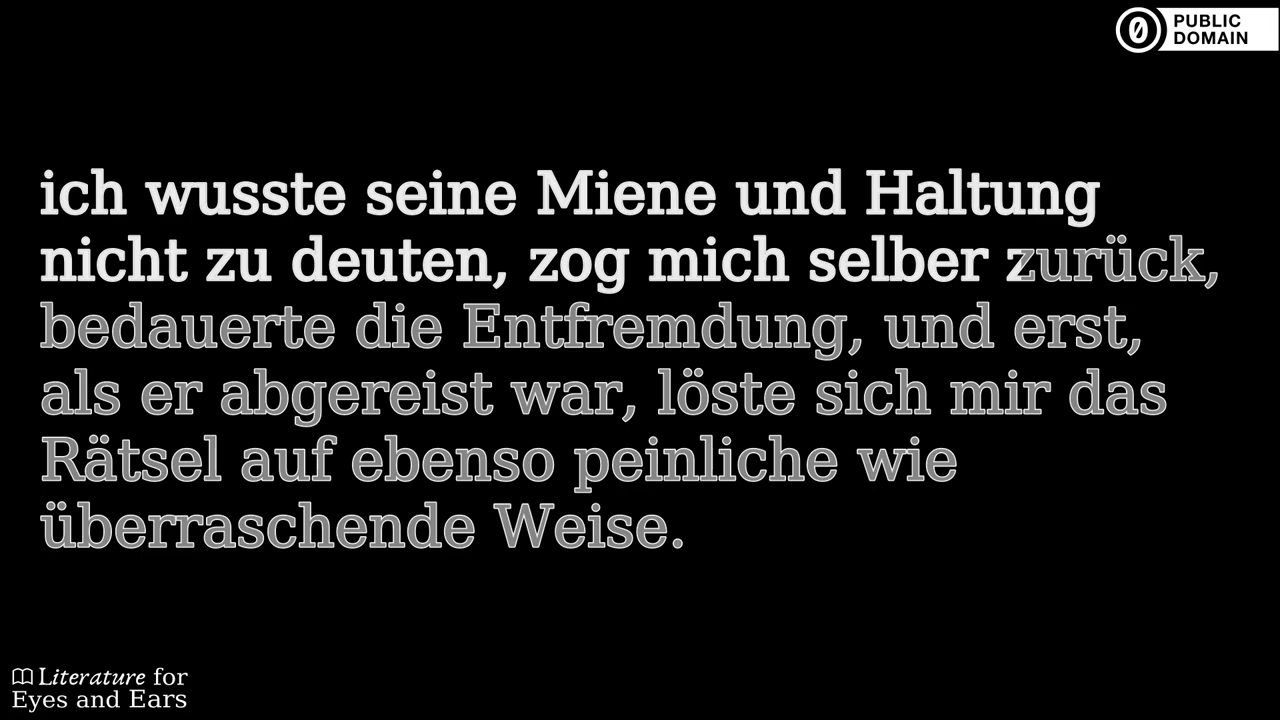 PUBLIC
DOMAIN
ich wusste seine Miene und Haltung
nicht zu deuten, zog mich selber zurück,
bedauerte die Entfremdung, und erst,
als er abgereist war, löste sich mir das
Rätsel auf ebenso peinliche wie
überraschende Weise.
Literature for
Eyes and Ears